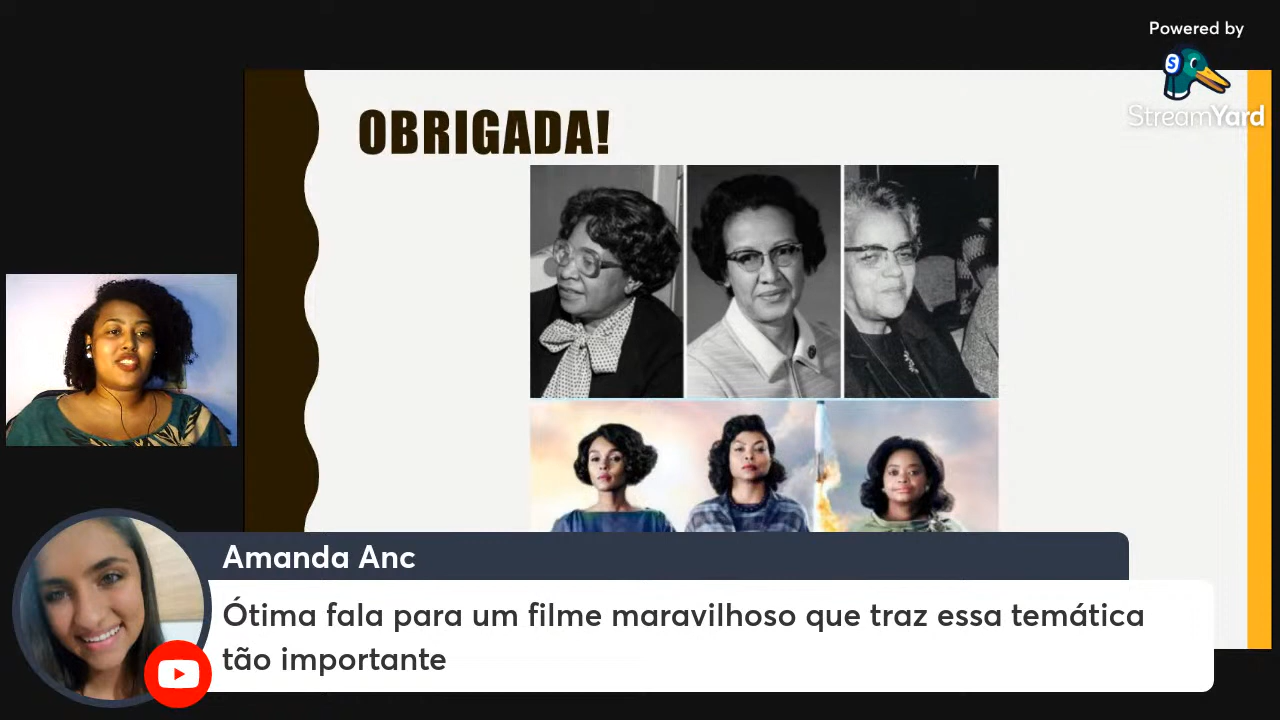 Powered by
StreamYard
OBRIGADA!
Amanda Anc
Ótima fala para um filme maravilhoso que traz essa temática
tão importante